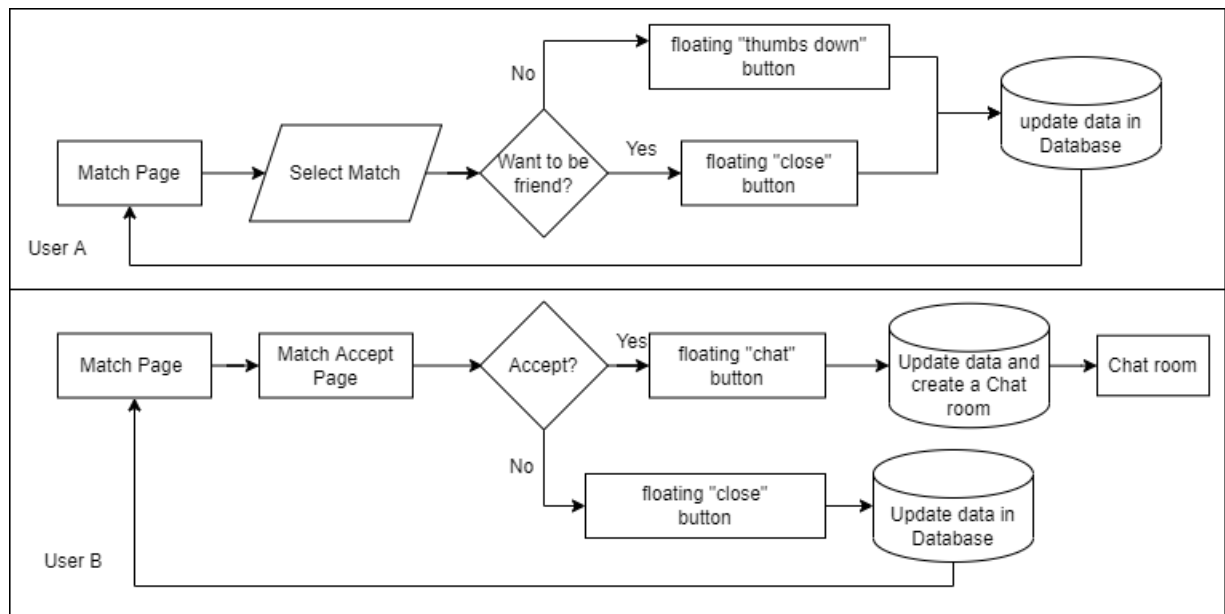 floating "thumbs down"
button
No
update data in
Database
Want to be
friend?
Yes
floating "close"
button
Match Page
Select Match
User A
Match Page
Match Accept
Page
Accept?
Yes
floating "chat"
button
Update data and
create a Chat
room
Chat room
No
floating "close"
button
Update data in
Database
User B